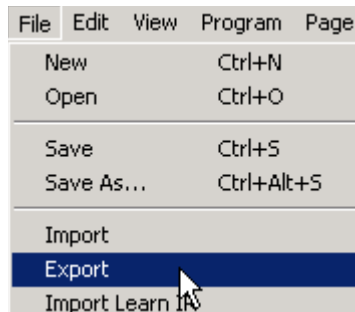 File Edit View Program Page
New Ctrl+N
Open Ctrl+O
Save Ctrl+S
Save As... Ctrl+Alt+S
Import
Export
Import Learn IR